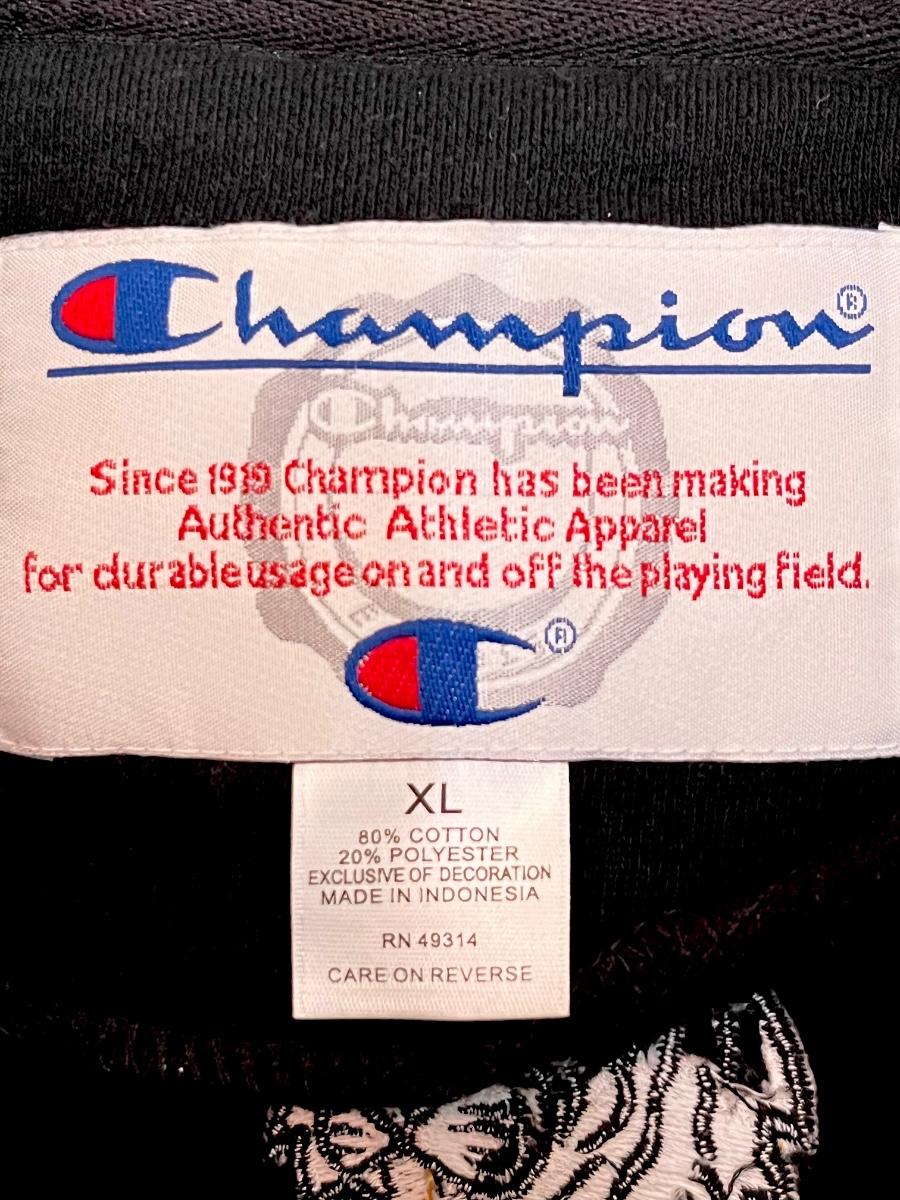 Champion®
Champion
Since 1919 Champion has been making
Authentic Athletic Apparel
for durable usage on and off the playing field.
®
XL
80% COTTON
20% POLYESTER
EXCLUSIVE OF DECORATION
MADE IN INDONESIA
RN 49314
CARE ON REVERSE